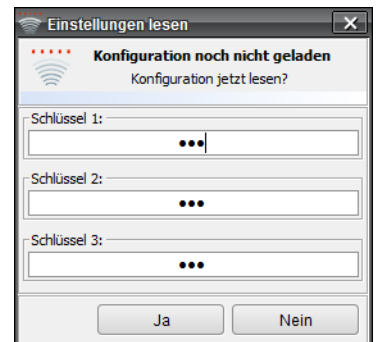 Einstellungen lesen
Konfiguration noch nicht geladen
Konfiguration jetzt lesen?
Schlüssel 1:
•••
Schlüssel 2:
•••
Schlüssel 3:
•••
Ja Nein